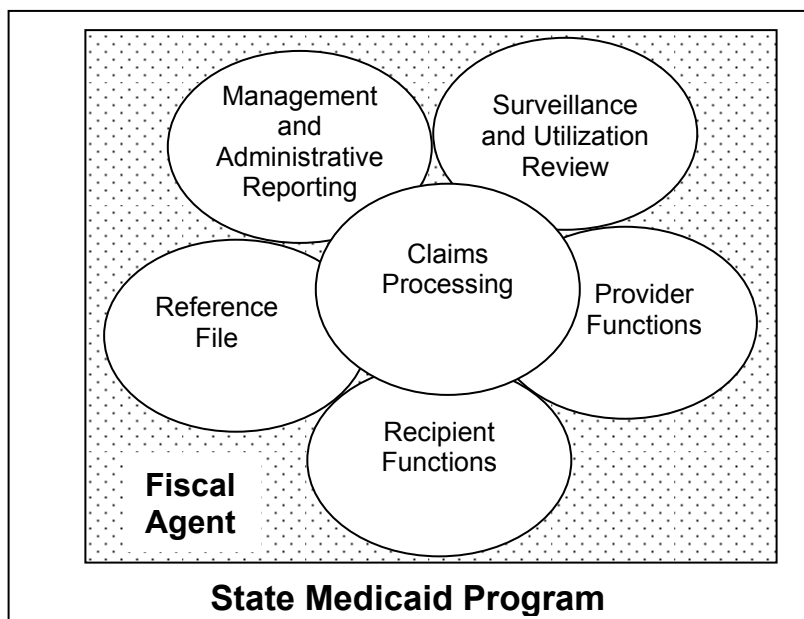 Management
and
Administrative
Reporting
Surveillance
and Utilization
Review
Claims
Processing
Reference
File
Provider
Functions
Recipient
Functions
Fiscal
Agent
State Medicaid Program